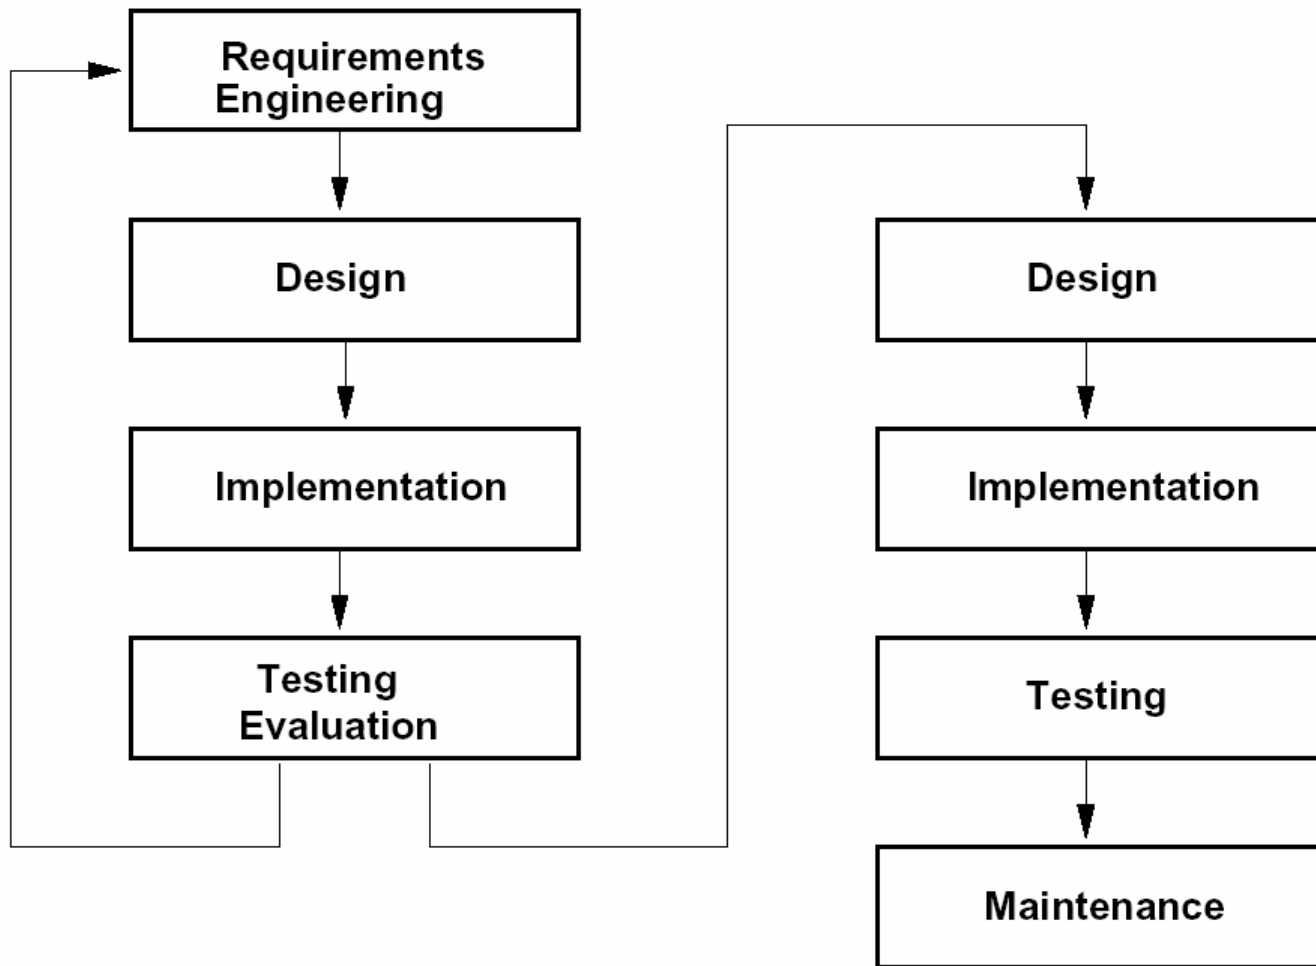 Requirements
Engineering
Design
Implementation
Testing
Evaluation
Design
Implementation
Testing
Maintenance